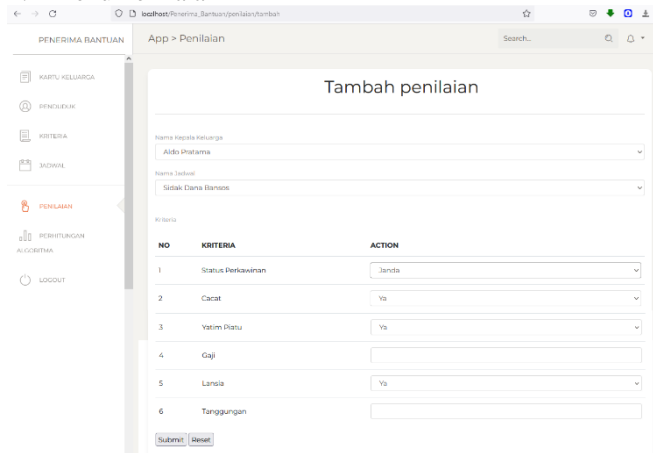 localhost/Penerima_Bantuan/penilaian/tambah
PENERIMA BANTUAN
App > Penilaian
Search...
KARTU KELUARGA
PENDUDUK
KRITERIA
JADWAL
PENILAIAN
PERHITUNGAN
ALGORITMA
LOGOUT
Tambah penilaian
Nama Kepala Keluarga
Aldo Pratama
Nama Jadwal
Sidak Dana Bansos
Kriteria
NO KRITERIA ACTION
1 Status Perkawinan Janda
2 Cacat Ya
3 Yatim Piatu Ya
4 Gaji
5 Lansia Ya
6 Tanggungan
Submit Reset